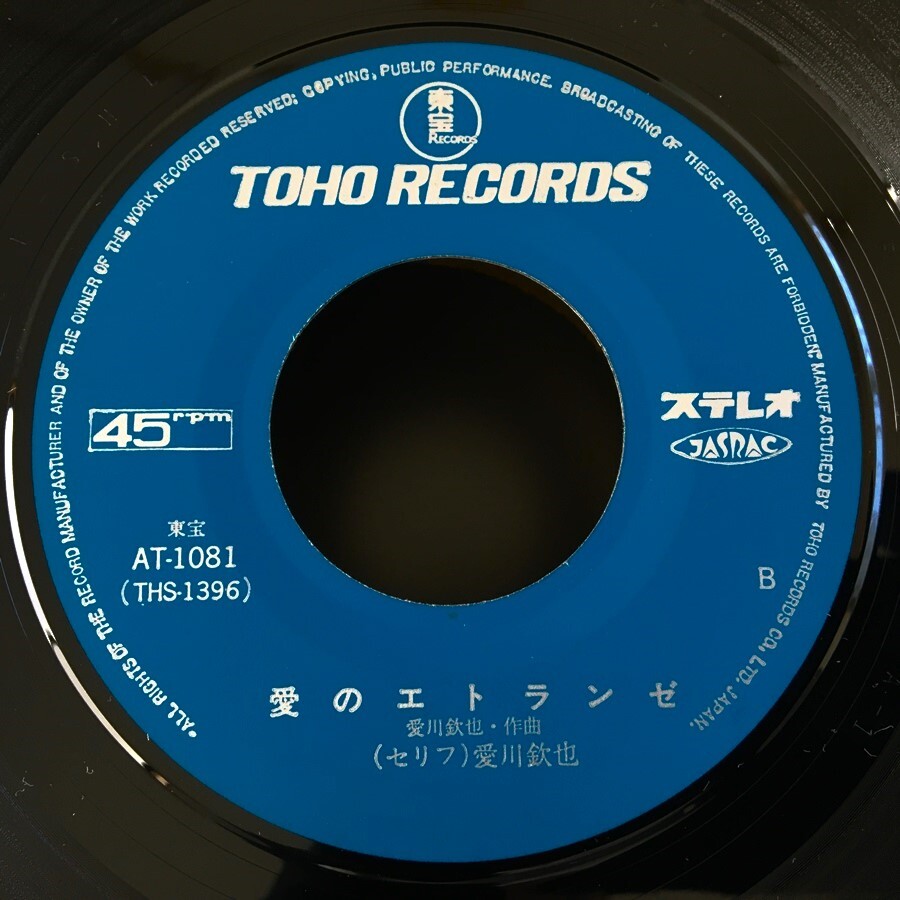 *ALL RIGHTS OF THE RECORD MANUFACTURER AND OF THE OWNER OF THE WORK RECORDED RESERVED; COPYING, PUBLIC PERFORMANCE. BROADCASTING OF THESE RECORDS ARE FORBIDDEN." MANUFACTURED BY TOHO RECORDS CO., LTD. JAPAN.
東宝
RECORDS
TOHO RECORDS
45 rpm
ステレオ
JASRAC
東宝
AT-1081
(THS-1396)
B
愛のエトランゼ
愛川欽也・作曲
(セリフ)愛川欽也